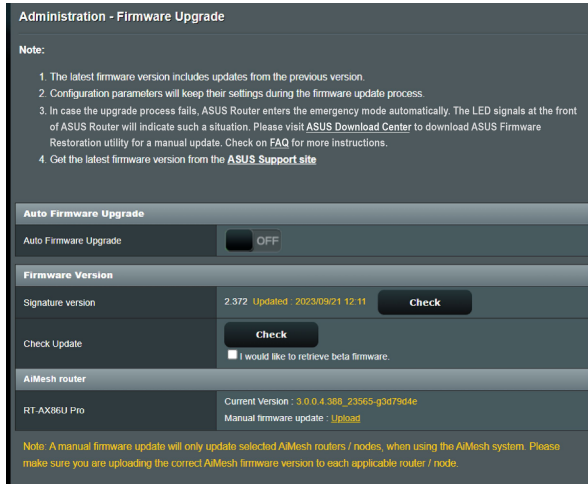 Administration - Firmware Upgrade
Note:
1. The latest firmware version includes updates from the previous version.
2. Configuration parameters will keep their settings during the firmware update process.
3. In case the upgrade process fails, ASUS Router enters the emergency mode automatically. The LED signals at the front
of ASUS Router will indicate such a situation. Please visit ASUS Download Center to download ASUS Firmware
Restoration utility for a manual update. Check on FAQ for more instructions.
4. Get the latest firmware version from the ASUS Support site
Auto Firmware Upgrade
Auto Firmware Upgrade OFF
Firmware Version
Signature version 2.372 Updated : 2023/09/21 12:11 Check
Check Update Check
I would like to retrieve beta firmware.
AiMesh router
RT-AX86U Pro Current Version : 3.0.0.4.388_23565-g3d79d4e
Manual firmware update : Upload
Note: A manual firmware update will only update selected AiMesh routers / nodes, when using the AiMesh system. Please
make sure you are uploading the correct AiMesh firmware version to each applicable router / node.